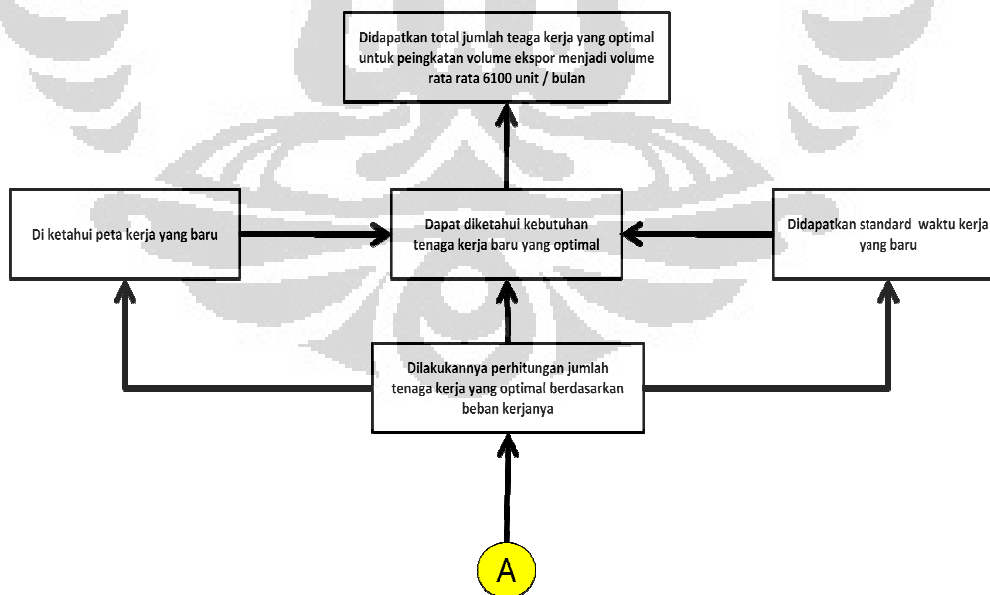 Didapatkan total jumlah teaga kerja yang optimal
untuk peingkatan volume ekspor menjadi volume
rata rata 6100 unit / bulan
Di ketahui peta kerja yang baru
Dapat diketahui kebutuhan
tenaga kerja baru yang optimal
Didapatkan standard waktu kerja
yang baru
Dilakukannya perhitungan jumlah
tenaga kerja yang optimal berdasarkan
beban kerjanya
A